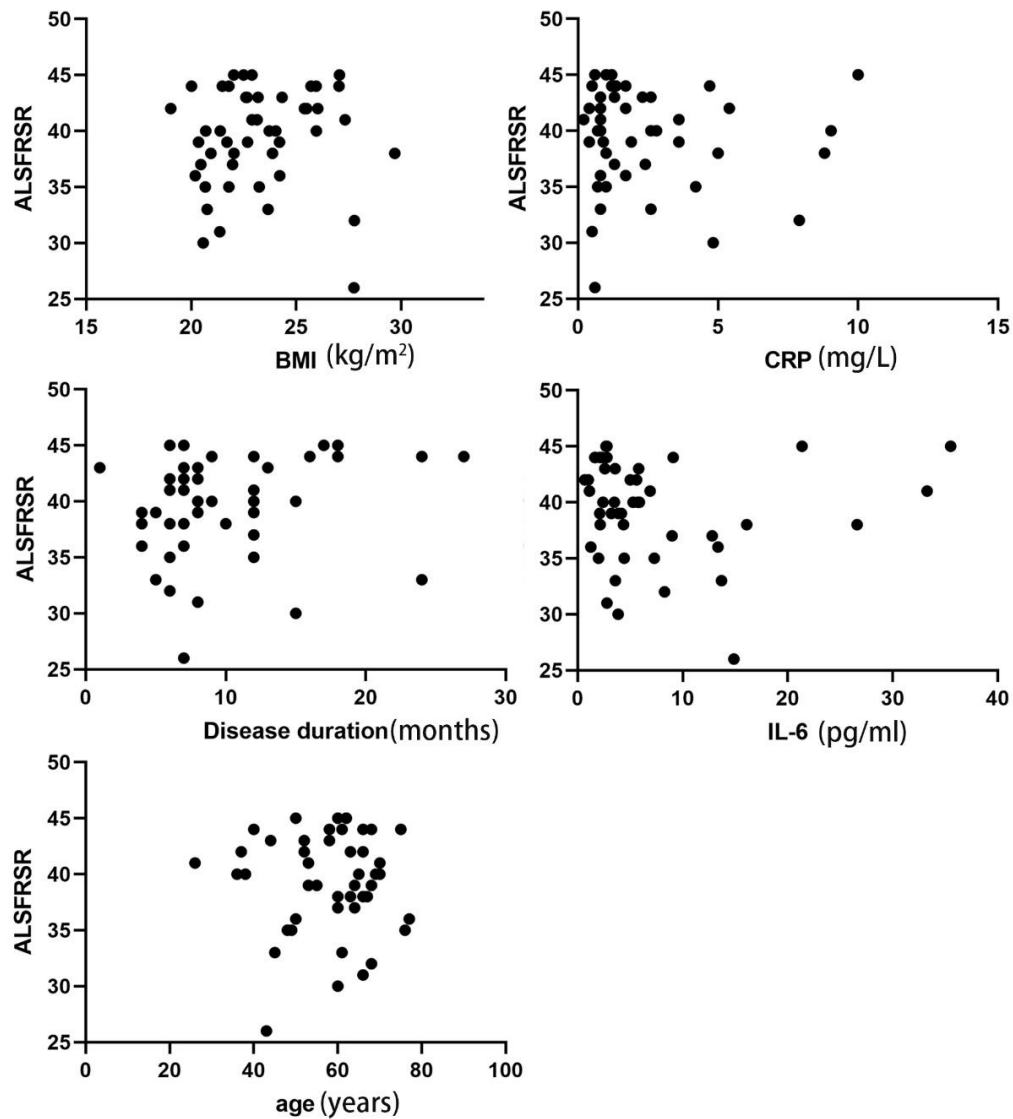 50
45
40
35
30
25
ALSFRSR
15 20 25 30
BMI (kg/m²)
50
45
40
35
30
25
ALSFRSR
0 5 10 15
CRP (mg/L)
50
45
40
35
30
25
ALSFRSR
0 10 20 30
Disease duration(months)
50
45
40
35
30
25
ALSFRSR
0 10 20 30 40
IL-6 (pg/ml)
50
45
40
35
30
25
ALSFRSR
0 20 40 60 80 100
age (years)